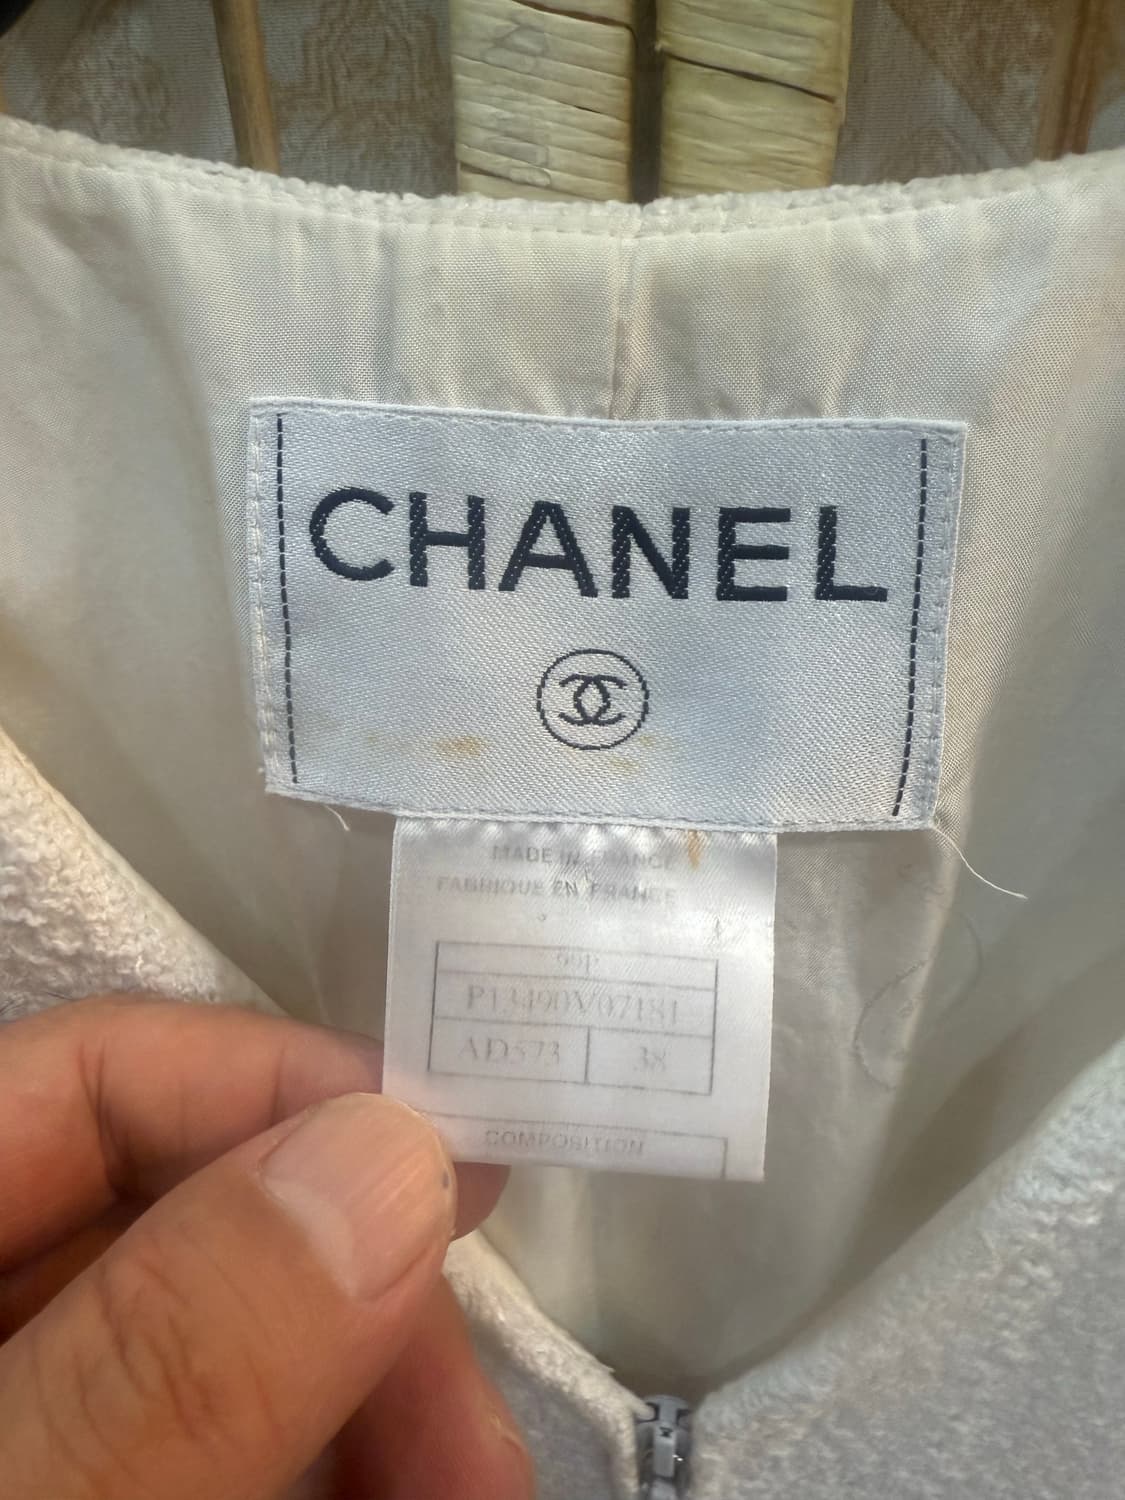 CHANEL
MADE IN FRANCE
FABRIQUE EN FRANCE
99P
P13490V07181
AD573 38
COMPOSITION